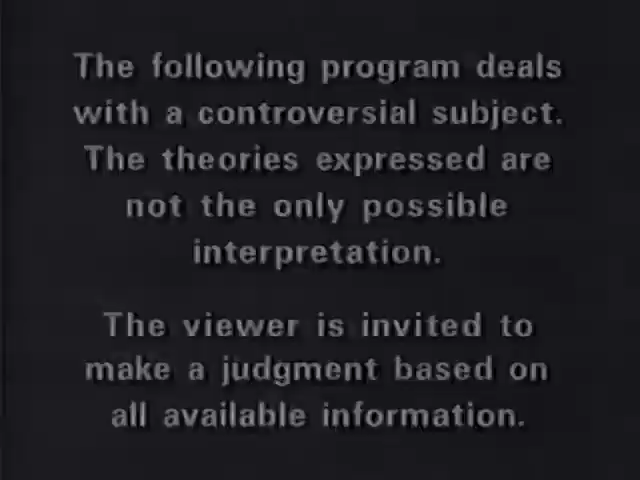 The following program deals
with a controversial subject.
The theories expressed are
not the only possible
interpretation.
The viewer is invited to
make a judgment based on
all available information.